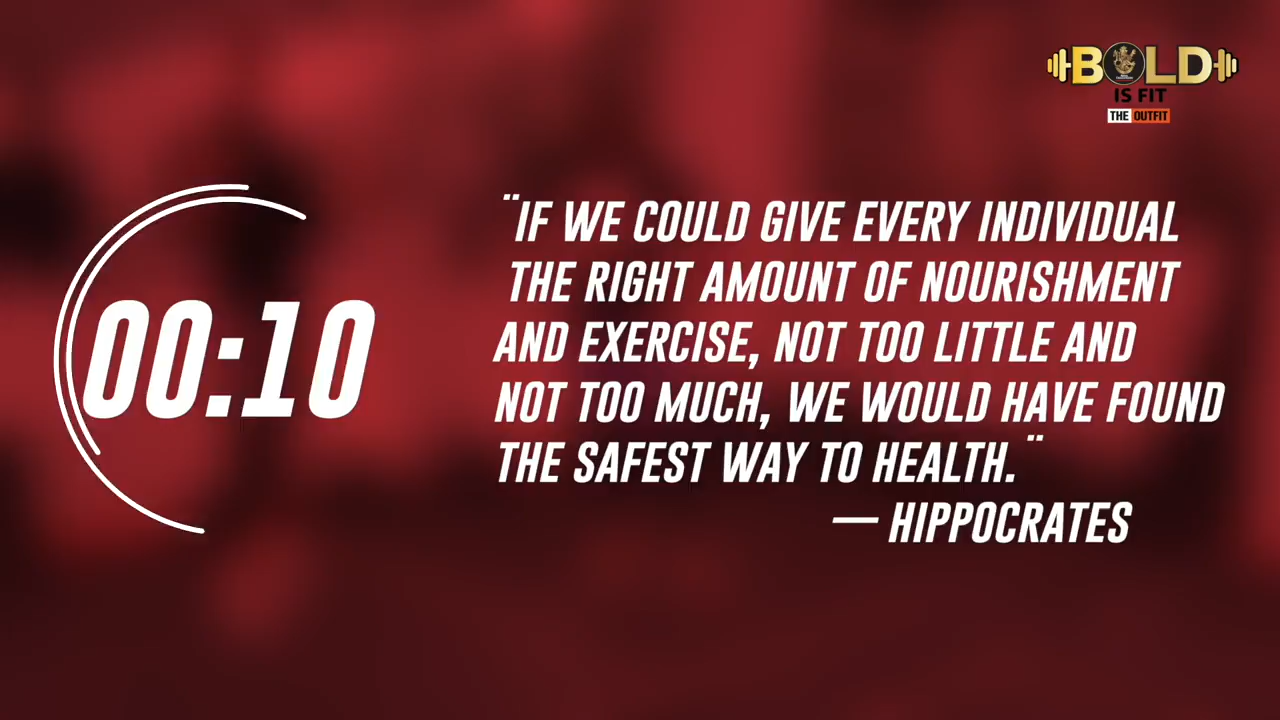 BOLD
IS FIT
THE OUTFIT
00:10
¨IF WE COULD GIVE EVERY INDIVIDUAL
THE RIGHT AMOUNT OF NOURISHMENT
AND EXERCISE, NOT TOO LITTLE AND
NOT TOO MUCH, WE WOULD HAVE FOUND
THE SAFEST WAY TO HEALTH.¨
— HIPPOCRATES